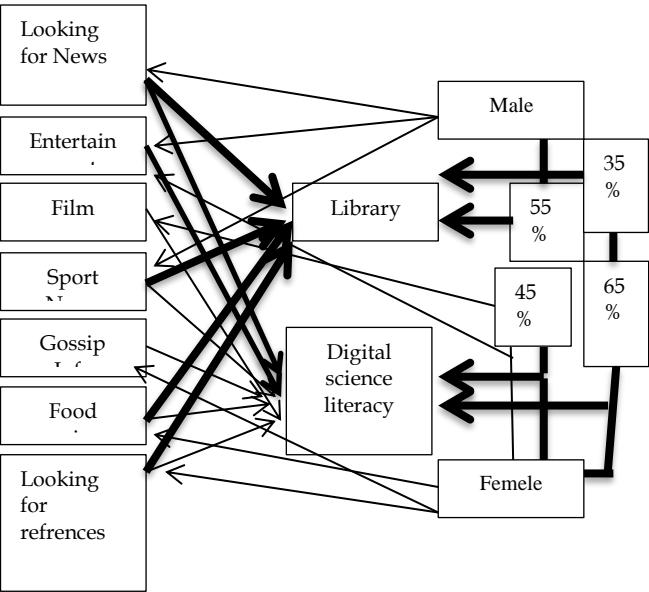 Looking
for News
Entertain
Film
Sport
Gossip
Food
Looking
for
refrences
Library
Digital
science
literacy
Male
35
%
55
%
45
%
65
%
Femele